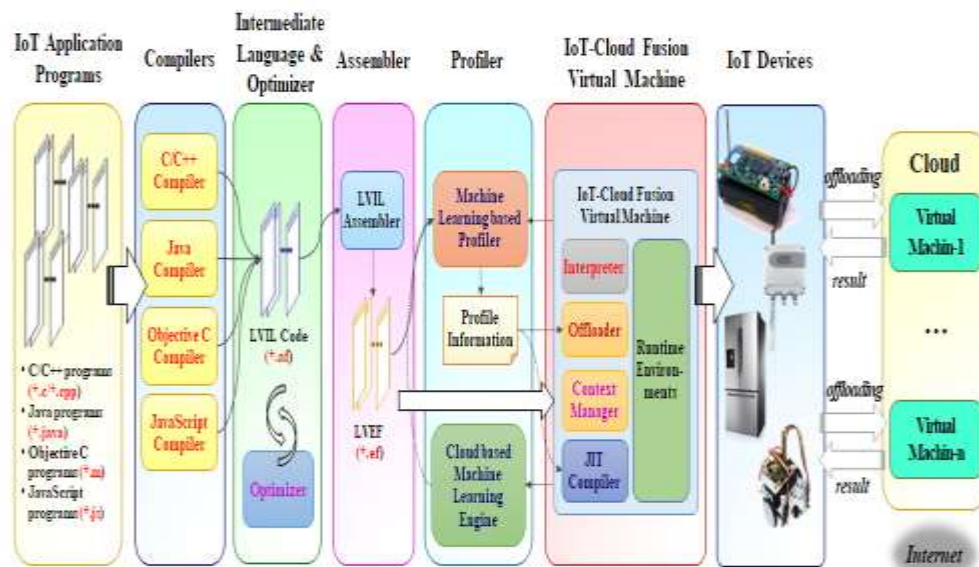 IoT Application
Programs
Compilers
Intermediate
Language &
Optimizer
Assembler
Profiler
IoT-Cloud Fusion
Virtual Machine
IoT Devices
C/C++
Compiler
Java
Compiler
Objective C
Compiler
JavaScript
Compiler
• C/C++ programs
(*.c/*.cpp)
• Java programs
(*.java)
• Objective C
programs (*.m)
• JavaScript
programs (*.js)
LVIL Code
Optimizer
LVIL
Assembler
LVEF
(*.ef)
Machine
Learning based
Profiler
Profile
Information
Cloud based
Machine
Learning
Engine
IoT-Cloud Fusion
Virtual Machine
Interpreter
Offloader
Context
Manager
JIT
Compiler
Runtime
Environ-
ments
offloading
result
offloading
result
Cloud
Virtual
Machin-1
...
Virtual
Machin-n
Internet